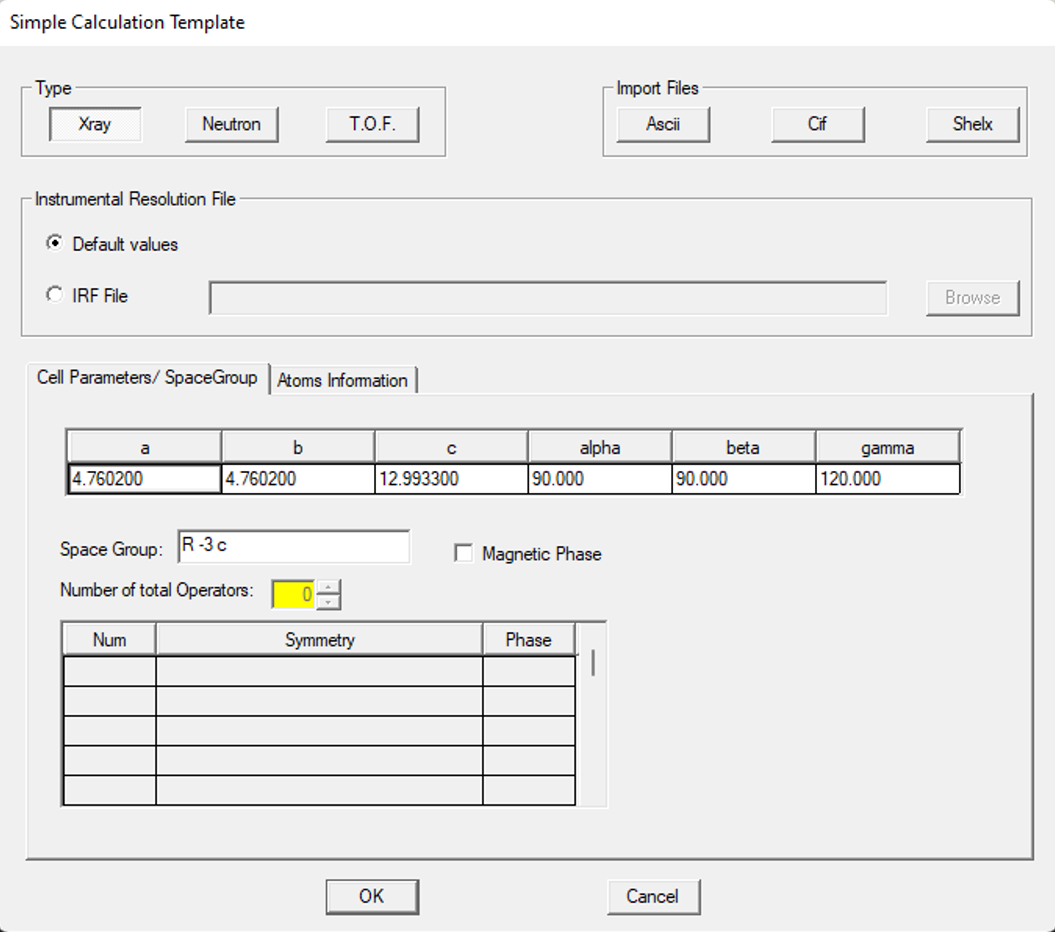 Simple Calculation Template
Type
Import Files
Xray
Neutron
T.O.F.
Ascii
Cif
Shelx
Instrumental Resolution File
Default values
IRF File
Browse
Cell Parameters/ SpaceGroup
Atoms Information
a b c alpha beta gamma
4.760200 4.760200 12.993300 90.000 90.000 120.000
Space Group: R -3 c
Magnetic Phase
Number of total Operators: 0
Num Symmetry Phase
OK
Cancel